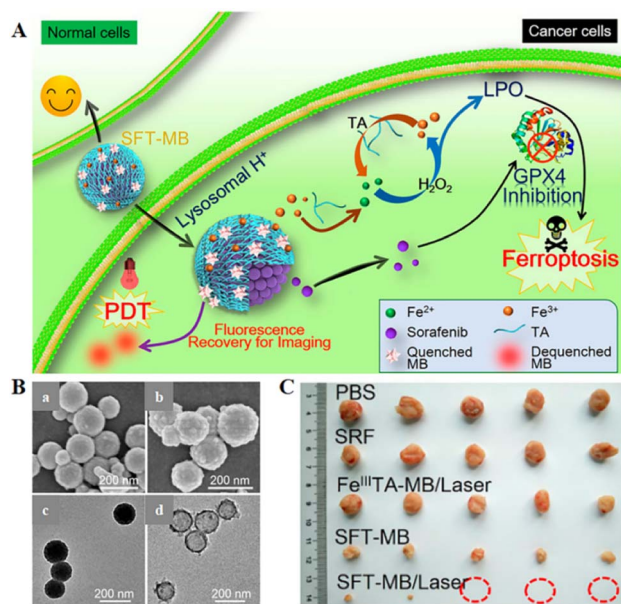 A
Normal cells
Cancer cells
SFT-MB
Lysosomal H⁺
TA
H₂O₂
LPO
GPX4
Inhibition
Ferroptosis
PDT
Fluorescence
Recovery for Imaging
Fe²⁺
Fe³⁺
Sorafenib
TA
Quenched
MB
Dequenched
MB
B
a
200 nm
b
200 nm
c
200 nm
d
200 nm
C
PBS
SRF
FeᴵᴵᴵTA-MB/Laser
SFT-MB
SFT-MB/Laser